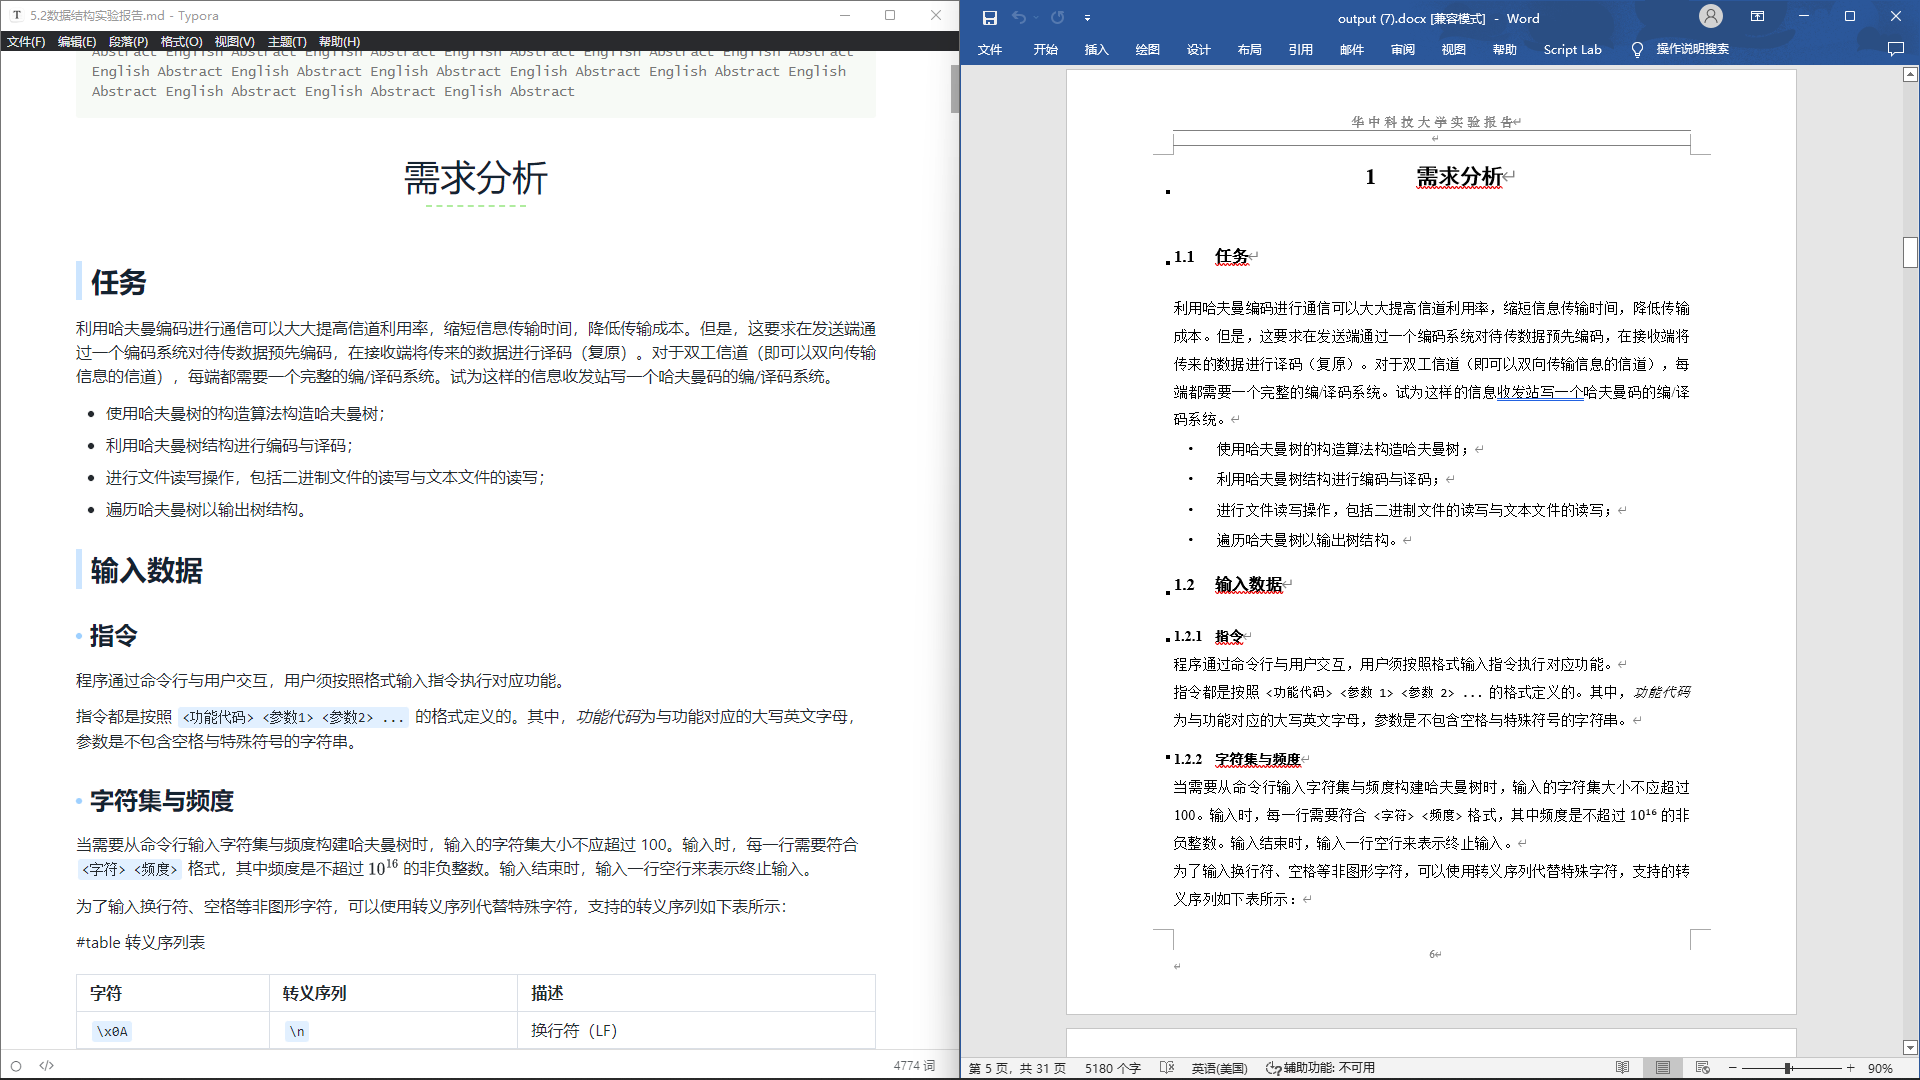 5.2数据结构实验报告.md - Typora
文件(F) 编辑(E) 段落(P) 格式(O) 视图(V) 主题(T) 帮助(H)
Abstract English Abstract English Abstract English Abstract English Abstract English Abstract
English Abstract English Abstract English Abstract English Abstract English Abstract English
Abstract English Abstract English Abstract English Abstract
需求分析
任务
利用哈夫曼编码进行通信可以大大提高信道利用率，缩短信息传输时间，降低传输成本。但是，这要求在发送端通
过一个编码系统对待传数据预先编码，在接收端将传来的数据进行译码（复原）。对于双工信道（即可以双向传输
信息的信道），每端都需要一个完整的编/译码系统。试为这样的信息收发站写一个哈夫曼码的编/译码系统。
• 使用哈夫曼树的构造算法构造哈夫曼树；
• 利用哈夫曼树结构进行编码与译码；
• 进行文件读写操作，包括二进制文件的读写与文本文件的读写；
• 遍历哈夫曼树以输出树结构。
输入数据
• 指令
程序通过命令行与用户交互，用户须按照格式输入指令执行对应功能。
指令都是按照 <功能代码> <参数1> <参数2> ... 的格式定义的。其中，功能代码为与功能对应的大写英文字母，
参数是不包含空格与特殊符号的字符串。
• 字符集与频度
当需要从命令行输入字符集与频度构建哈夫曼树时，输入的字符集大小不应超过 100。输入时，每一行需要符合
<字符> <频度> 格式，其中频度是不超过 10¹⁶ 的非负整数。输入结束时，输入一行空行来表示终止输入。
为了输入换行符、空格等非图形字符，可以使用转义序列代替特殊字符，支持的转义序列如下表所示：
#table 转义序列表
字符 转义序列 描述
\x0A \n 换行符（LF）
</> 4774 词
output (7).docx [兼容模式] - Word
文件 开始 插入 绘图 设计 布局 引用 邮件 审阅 视图 帮助 Script Lab 操作说明搜索
华中科技大学实验报告↵
↵
1 需求分析↵
1.1 任务↵
利用哈夫曼编码进行通信可以大大提高信道利用率，缩短信息传输时间，降低传输
成本。但是，这要求在发送端通过一个编码系统对待传数据预先编码，在接收端将
传来的数据进行译码（复原）。对于双工信道（即可以双向传输信息的信道），每
端都需要一个完整的编/译码系统。试为这样的信息收发站写一个哈夫曼码的编/译
码系统。↵
• 使用哈夫曼树的构造算法构造哈夫曼树；↵
• 利用哈夫曼树结构进行编码与译码；↵
• 进行文件读写操作，包括二进制文件的读写与文本文件的读写；↵
• 遍历哈夫曼树以输出树结构。↵
1.2 输入数据↵
1.2.1 指令↵
程序通过命令行与用户交互，用户须按照格式输入指令执行对应功能。↵
指令都是按照 <功能代码> <参数 1> <参数 2> ... 的格式定义的。其中，功能代码
为与功能对应的大写英文字母，参数是不包含空格与特殊符号的字符串。↵
1.2.2 字符集与频度↵
当需要从命令行输入字符集与频度构建哈夫曼树时，输入的字符集大小不应超过
100。输入时，每一行需要符合 <字符> <频度> 格式，其中频度是不超过 10¹⁶ 的非
负整数。输入结束时，输入一行空行来表示终止输入。↵
为了输入换行符、空格等非图形字符，可以使用转义序列代替特殊字符，支持的转
义序列如下表所示：↵
6↵
↵
第 5 页，共 31 页 5180 个字 英语(美国) 辅助功能: 不可用 90%